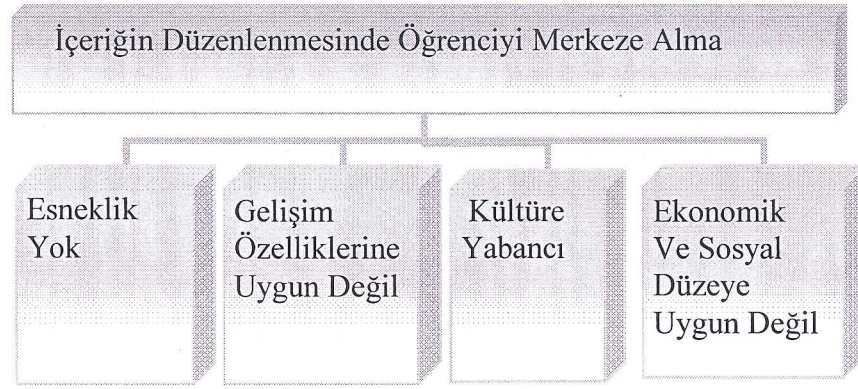 İçeriğin Düzenlenmesinde Öğrenciyi Merkeze Alma
Esneklik
Yok
Gelişim
Özelliklerine
Uygun Değil
Kültüre
Yabancı
Ekonomik
Ve Sosyal
Düzeye
Uygun Değil